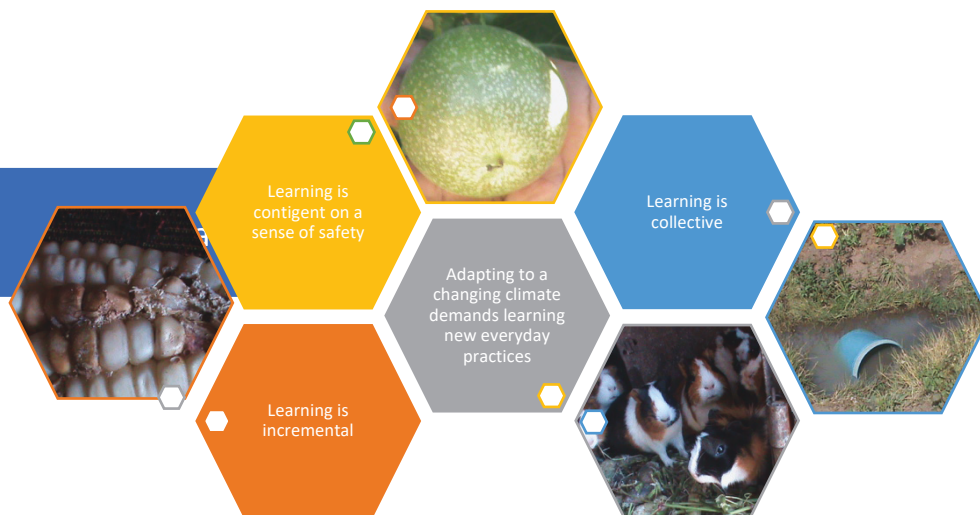 Learning is
contigent on a
sense of safety
Learning is
collective
Adapting to a
changing climate
demands learning
new everyday
practices
Learning is
incremental